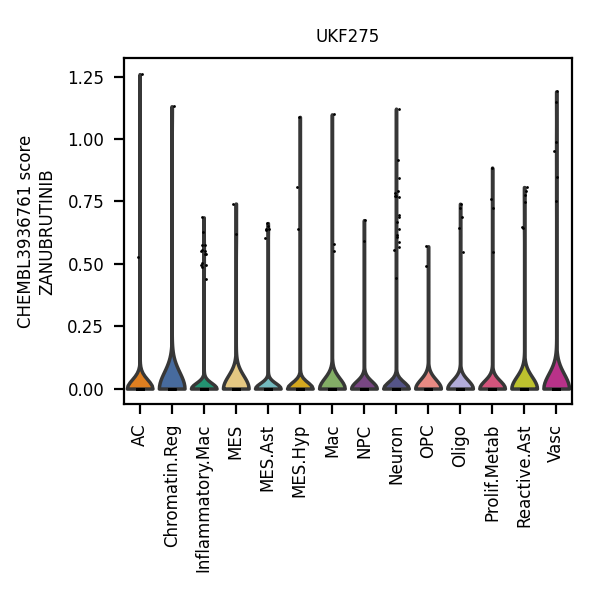 UKF275
CHEMBL3936761 score
ZANUBRUTINIB
1.25
1.00
0.75
0.50
0.25
0.00
AC
Chromatin.Reg
Inflammatory.Mac
MES
MES.Ast
MES.Hyp
Mac
NPC
Neuron
OPC
Oligo
Prolif.Metab
Reactive.Ast
Vasc